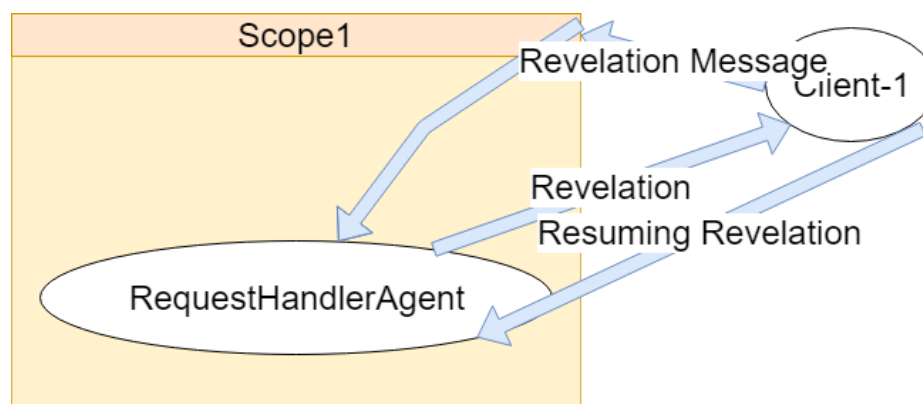 Scope1
Revelation Message
Client-1
Revelation
Resuming Revelation
RequestHandlerAgent